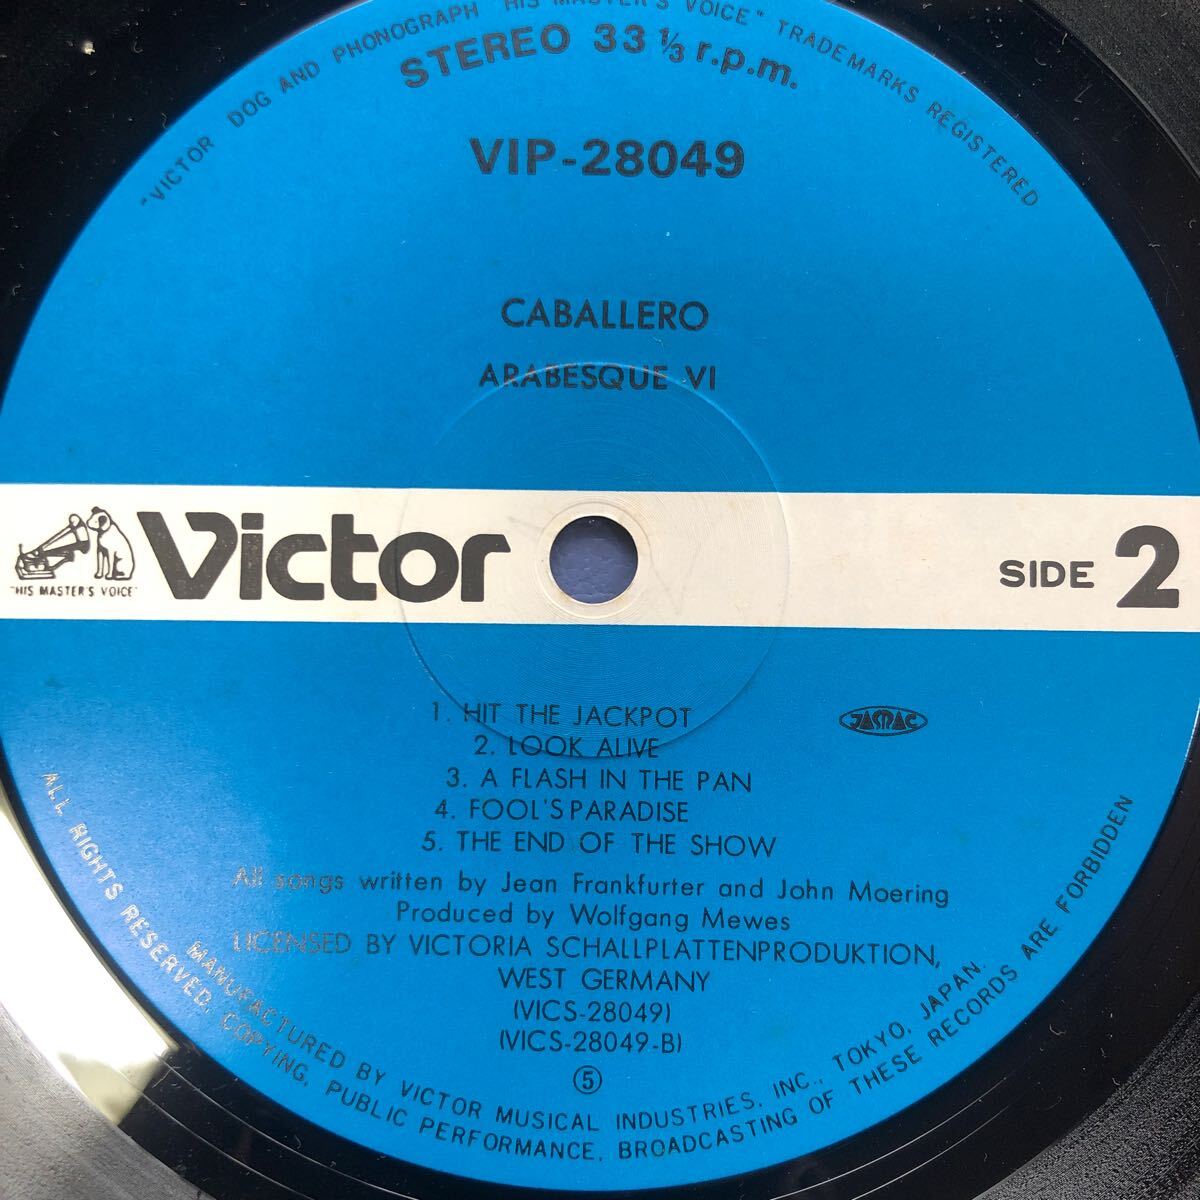 "VICTOR DOG AND PHONOGRAPH "HIS MASTER'S VOICE" TRADEMARKS REGISTERED
STEREO 33 1/3 r.p.m.
VIP-28049
CABALLERO
ARABESQUE VI
"HIS MASTER'S VOICE"
Victor
SIDE 2
1. HIT THE JACKPOT
JASRAC
2. LOOK ALIVE
3. A FLASH IN THE PAN
4. FOOL'S PARADISE
5. THE END OF THE SHOW
All songs written by Jean Frankfurter and John Moering
Produced by Wolfgang Mewes
LICENSED BY VICTORIA SCHALLPLATTENPRODUKTION,
WEST GERMANY
(VICS-28049)
(VICS-28049-B)
⑤
MANUFACTURED BY VICTOR MUSICAL INDUSTRIES, INC., TOKYO, JAPAN.
ALL RIGHTS RESERVED. COPYING, PUBLIC PERFORMANCE, BROADCASTING OF THESE RECORDS ARE FORBIDDEN